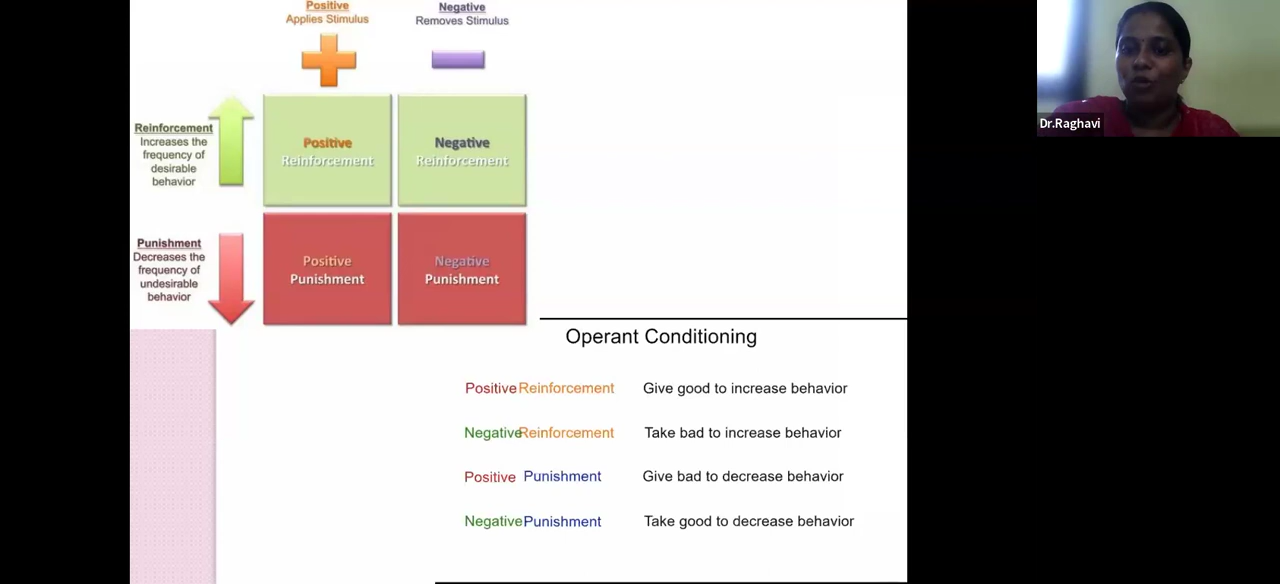 Positive
Applies Stimulus
Negative
Removes Stimulus
Reinforcement
Increases the
frequency of
desirable
behavior
Positive
Reinforcement
Negative
Reinforcement
Punishment
Decreases the
frequency of
undesirable
behavior
Positive
Punishment
Negative
Punishment
Operant Conditioning
Positive Reinforcement Give good to increase behavior
Negative Reinforcement Take bad to increase behavior
Positive Punishment Give bad to decrease behavior
Negative Punishment Take good to decrease behavior
Dr.Raghavi